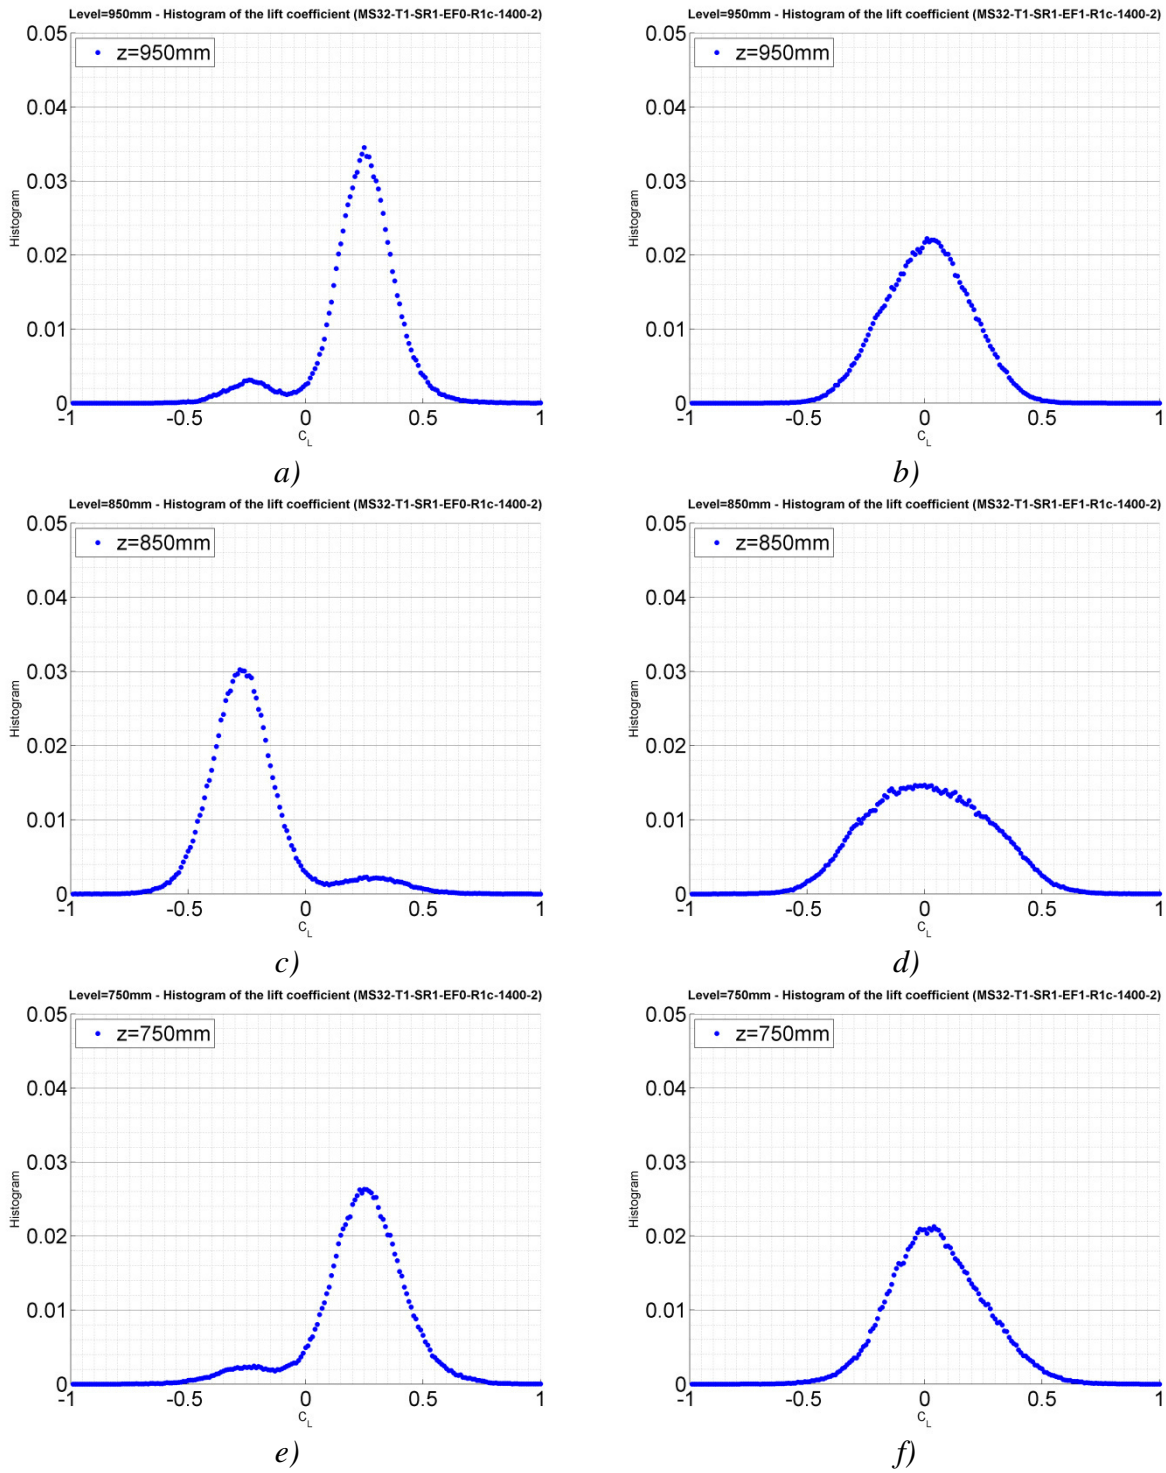 Level=950mm - Histogram of the lift coefficient (MS32-T1-SR1-EF0-R1c-1400-2)
z=950mm
0.05
0.04
0.03
0.02
0.01
0
Histogram
-1 -0.5 0 0.5 1
C_L
a)
Level=950mm - Histogram of the lift coefficient (MS32-T1-SR1-EF1-R1c-1400-2)
z=950mm
0.05
0.04
0.03
0.02
0.01
0
Histogram
-1 -0.5 0 0.5 1
C_L
b)
Level=850mm - Histogram of the lift coefficient (MS32-T1-SR1-EF0-R1c-1400-2)
z=850mm
0.05
0.04
0.03
0.02
0.01
0
Histogram
-1 -0.5 0 0.5 1
C_L
c)
Level=850mm - Histogram of the lift coefficient (MS32-T1-SR1-EF1-R1c-1400-2)
z=850mm
0.05
0.04
0.03
0.02
0.01
0
Histogram
-1 -0.5 0 0.5 1
C_L
d)
Level=750mm - Histogram of the lift coefficient (MS32-T1-SR1-EF0-R1c-1400-2)
z=750mm
0.05
0.04
0.03
0.02
0.01
0
Histogram
-1 -0.5 0 0.5 1
C_L
e)
Level=750mm - Histogram of the lift coefficient (MS32-T1-SR1-EF1-R1c-1400-2)
z=750mm
0.05
0.04
0.03
0.02
0.01
0
Histogram
-1 -0.5 0 0.5 1
C_L
f)